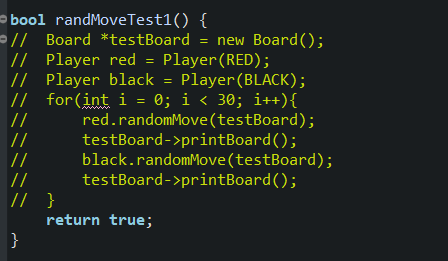 bool randMoveTest1() {
//  Board *testBoard = new Board();
//  Player red = Player(RED);
//  Player black = Player(BLACK);
//  for(int i = 0; i < 30; i++){
//      red.randomMove(testBoard);
//      testBoard->printBoard();
//      black.randomMove(testBoard);
//      testBoard->printBoard();
//  }
    return true;
}